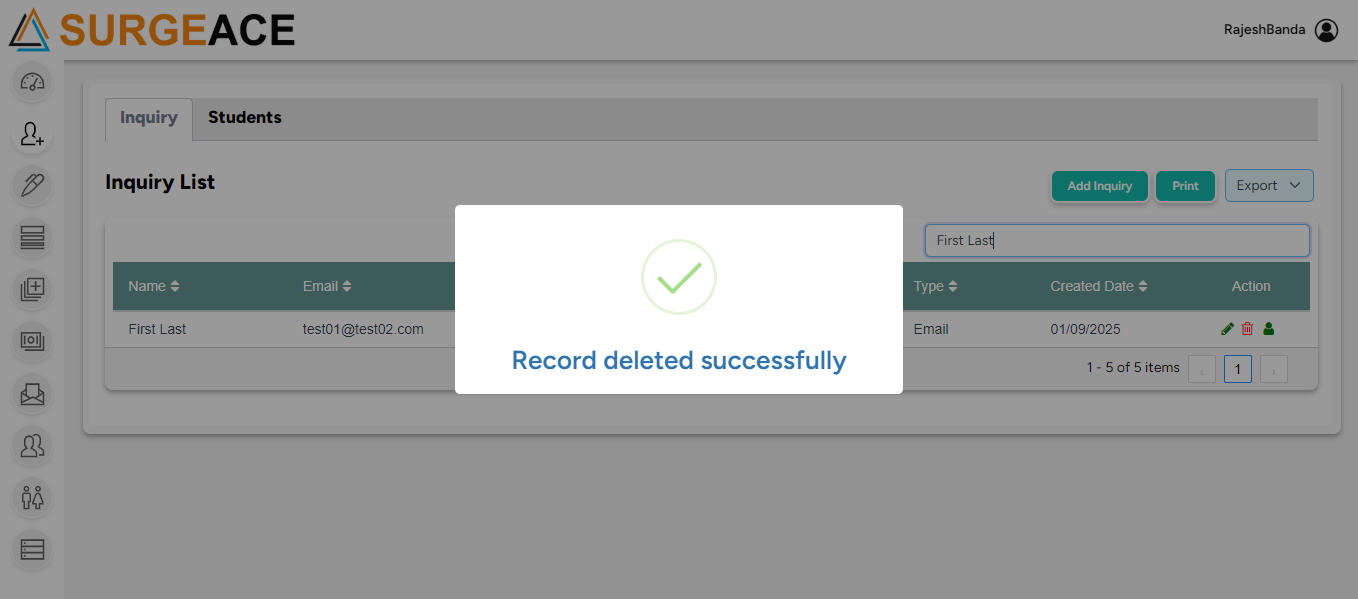 SURGEACE
RajeshBanda
Inquiry Students
Inquiry List
Add Inquiry Print Export
First Last
Name Email Type Created Date Action
First Last test01@test02.com Email 01/09/2025
1 - 5 of 5 items 1
Record deleted successfully